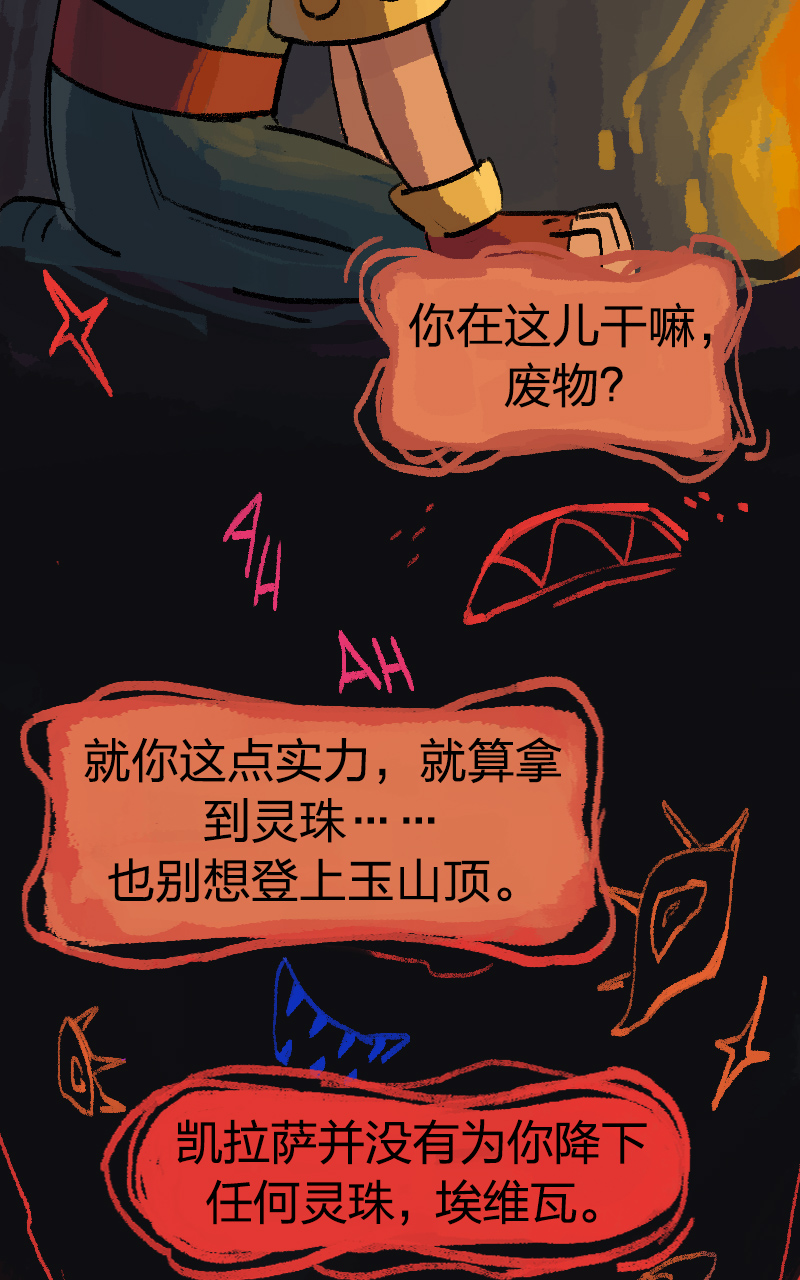 你在这儿干嘛，
废物？
AH
AH
就你这点实力，就算拿
到灵珠……
也别想登上玉山顶。
凯拉萨并没有为你降下
任何灵珠，埃维瓦。